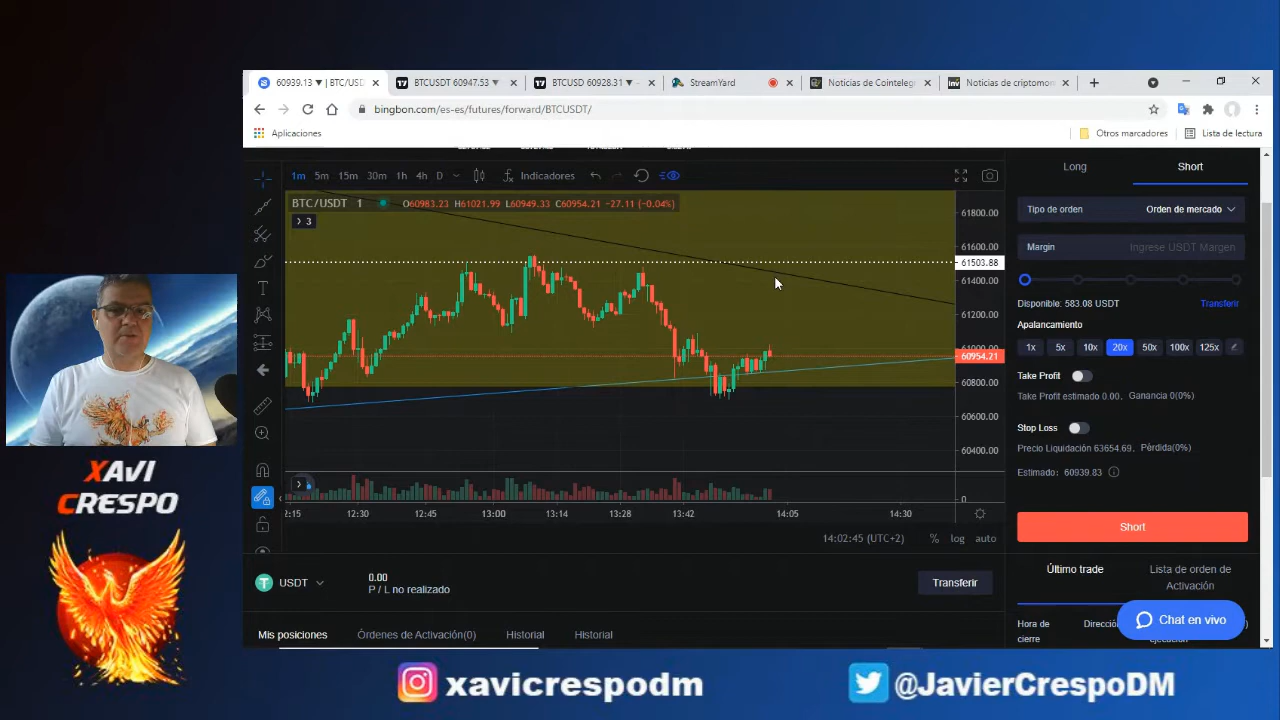 60939.13 ▼ | BTC/USD
BTCUSDT 60947.53 ▼
BTCUSD 60928.31 ▼
StreamYard
Noticias de Cointeleg
Noticias de criptomon
bingbon.com/es-es/futures/forward/BTCUSDT/
Aplicaciones
Otros marcadores
Lista de lectura
1m 5m 15m 30m 1h 4h D
Indicadores
BTC/USDT 1 O60983.23 H61021.99 L60949.33 C60954.21 -27.11 (-0.04%)
3
61800.00
61600.00
61503.88
61400.00
61200.00
61000.00
60954.21
60800.00
60600.00
60400.00
0
12:15 12:30 12:45 13:00 13:14 13:28 13:42 14:05 14:30
14:02:45 (UTC+2) % log auto
Long Short
Tipo de orden Orden de mercado
Margin Ingrese USDT Margen
Disponible: 583.08 USDT Transferir
Apalancamiento
1x 5x 10x 20x 50x 100x 125x
Take Profit
Take Profit estimado 0.00, Ganancia 0(0%)
Stop Loss
Precio Liquidación 63654.69, Pérdida(0%)
Estimado: 60939.83
Short
Último trade
Lista de orden de
Activación
Hora de
cierre
Chat en vivo
USDT
0.00
P / L no realizado
Transferir
Mis posiciones Órdenes de Activación(0) Historial Historial
XAVI
CRESPO
xavicrespodm
@JavierCrespoDM